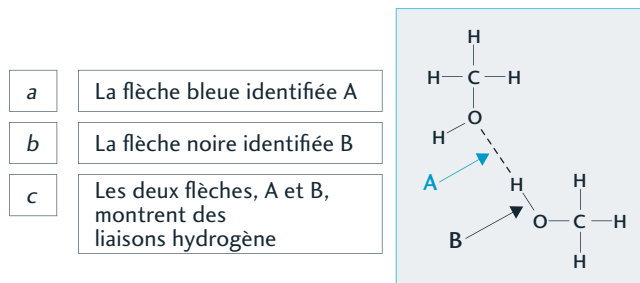 a
La flèche bleue identifiée A
b
La flèche noire identifiée B
c
Les deux flèches, A et B,
montrent des
liaisons hydrogène
H
H—C—H
O
H
A
H
H
B
O—C—H
H